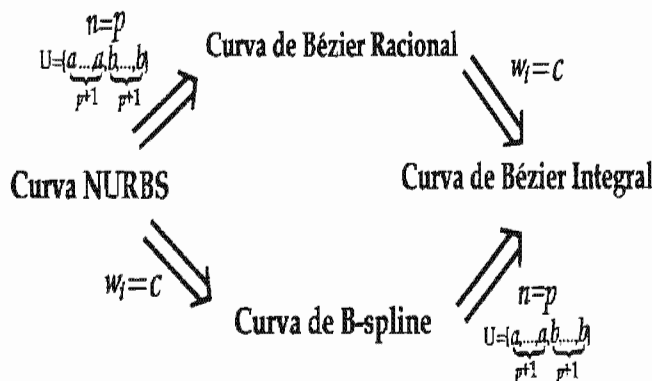 n=p
Curva de Bézier Racional
U={a,...,a,b,...,b}
p+1 p+1
w_i=c
Curva NURBS
Curva de Bézier Integral
w_i=c
Curva de B-spline
n=p
U={a,...,a,b,...,b}
p+1 p+1